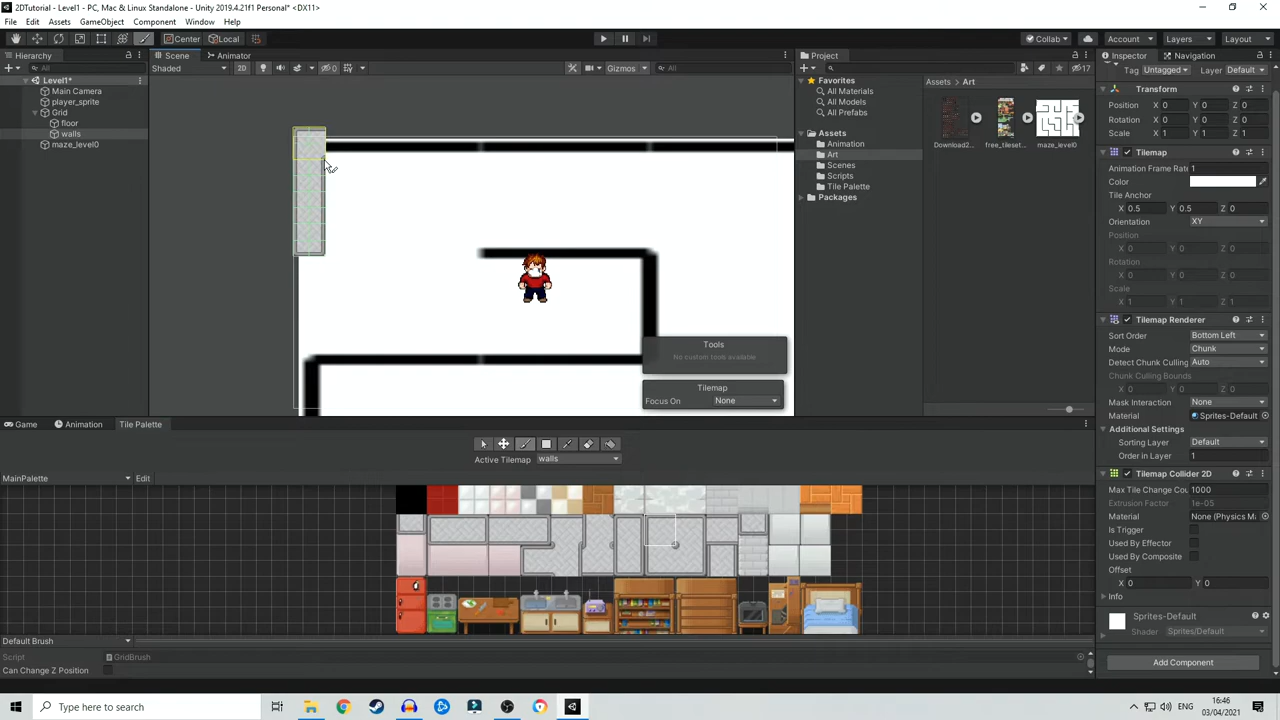 2DTutorial - Level1 - PC, Mac & Linux Standalone - Unity 2019.4.21f1 Personal* <DX11>
File Edit Assets GameObject Component Window Help
Center Local Collab Account Layers Layout
Hierarchy Scene Animator Project Inspector Navigation
All Shaded 2D 0 Gizmos All 17 Tag Untagged Layer Default
Level1*
Main Camera
player_sprite
Grid
floor
walls
maze_level0
Favorites
All Materials
All Models
All Prefabs
Assets
Animation
Art
Scenes
Scripts
Tile Palette
Packages
Assets > Art
Download2...
free_tileset...
maze_level0
Transform
Position X 0 Y 0 Z 0
Rotation X 0 Y 0 Z 0
Scale X 1 Y 1 Z 1
Tilemap
Animation Frame Rate 1
Color
Tile Anchor
X 0.5 Y 0.5 Z 0
Orientation XY
Position
X 0 Y 0 Z 0
Rotation
X 0 Y 0 Z 0
Scale
X 1 Y 1 Z 1
Tilemap Renderer
Sort Order Bottom Left
Mode Chunk
Detect Chunk Culling Auto
Chunk Culling Bounds
X 0 Y 0 Z 0
Mask Interaction None
Material Sprites-Default
Additional Settings
Sorting Layer Default
Order in Layer 1
Tilemap Collider 2D
Max Tile Change Cou 1000
Extrusion Factor 1e-05
Material None (Physics Ma
Is Trigger
Used By Effector
Used By Composite
Offset
X 0 Y 0
Info
Sprites-Default
Shader Sprites/Default
Add Component
Tools
No custom tools available
Tilemap
Focus On None
Game Animation Tile Palette
Active Tilemap walls
MainPalette Edit
Default Brush
Script GridBrush
Can Change Z Position
Type here to search
16:46
03/04/2021